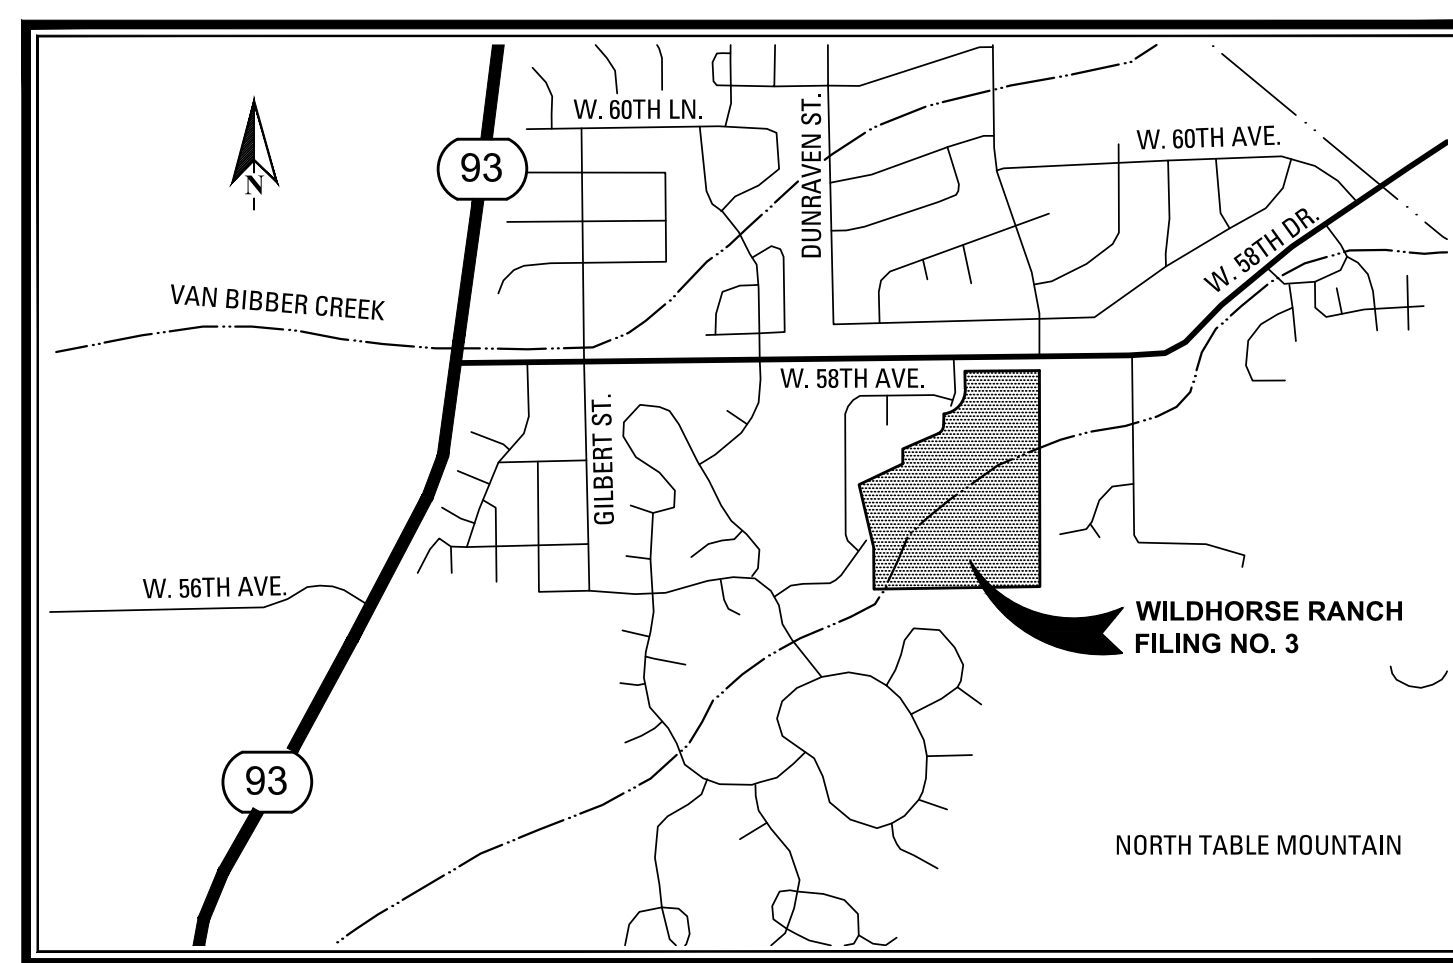 W. 60TH LN.
DUNRAVEN ST.
W. 60TH AVE.
93
N
W. 58TH DR.
VAN BIBBER CREEK
W. 58TH AVE.
GILBERT ST.
W. 56TH AVE.
WILDHORSE RANCH
FILING NO. 3
93
NORTH TABLE MOUNTAIN